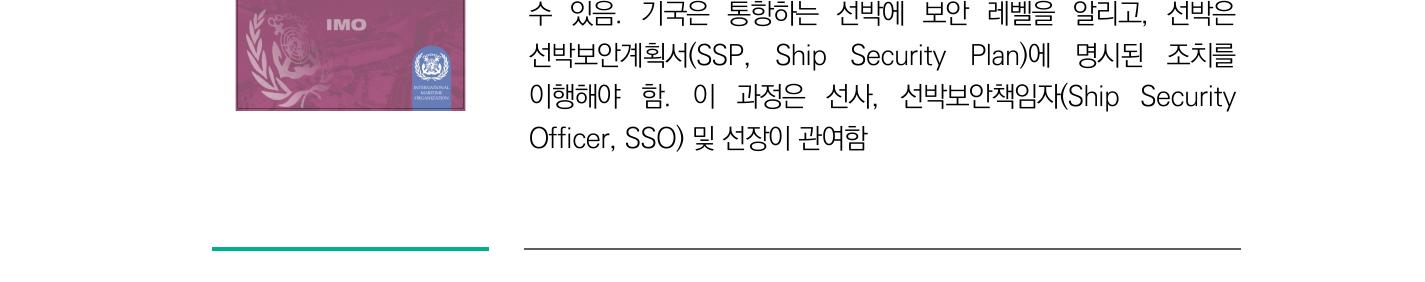 IMO
INTERNATIONAL
MARITIME
ORGANIZATION
수 있음. 기국은 통항하는 선박에 보안 레벨을 알리고, 선박은
선박보안계획서(SSP, Ship Security Plan)에 명시된 조치를
이행해야 함. 이 과정은 선사, 선박보안책임자(Ship Security
Officer, SSO) 및 선장이 관여함